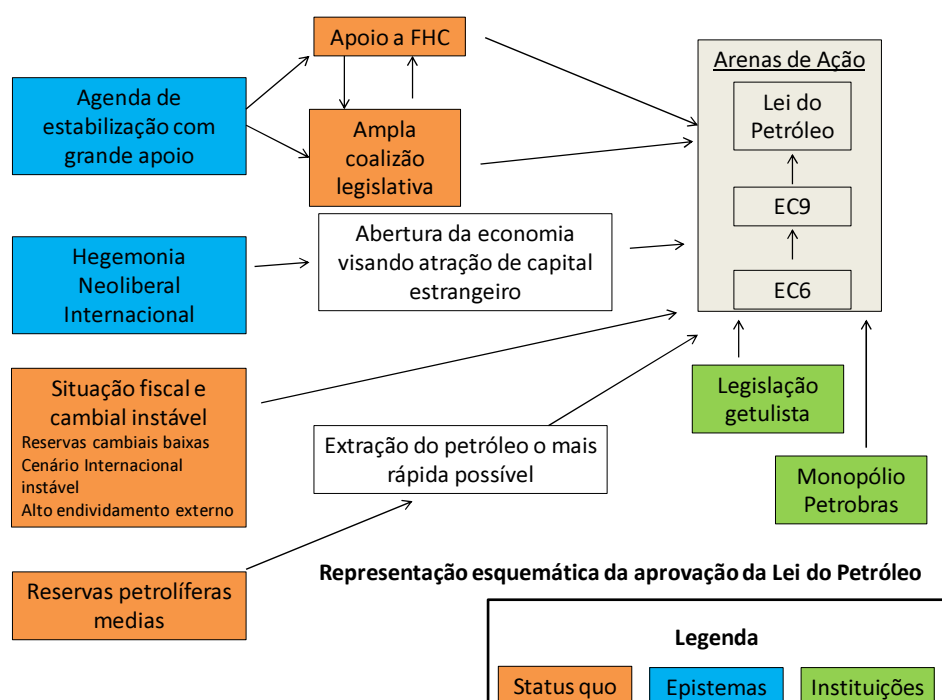 Apoio a FHC
Agenda de
estabilização com
grande apoio
Ampla
coalizão
legislativa
Arenas de Ação
Lei do
Petróleo
EC9
EC6
Hegemonia
Neoliberal
Internacional
Abertura da economia
visando atração de capital
estrangeiro
Situação fiscal e
cambial instável
Reservas cambiais baixas
Cenário Internacional
instável
Alto endividamento externo
Extração do petróleo o mais
rápida possível
Legislação
getulista
Monopólio
Petrobras
Reservas petrolíferas
medias
Representação esquemática da aprovação da Lei do Petróleo
Legenda
Status quo
Epistemas
Instituições